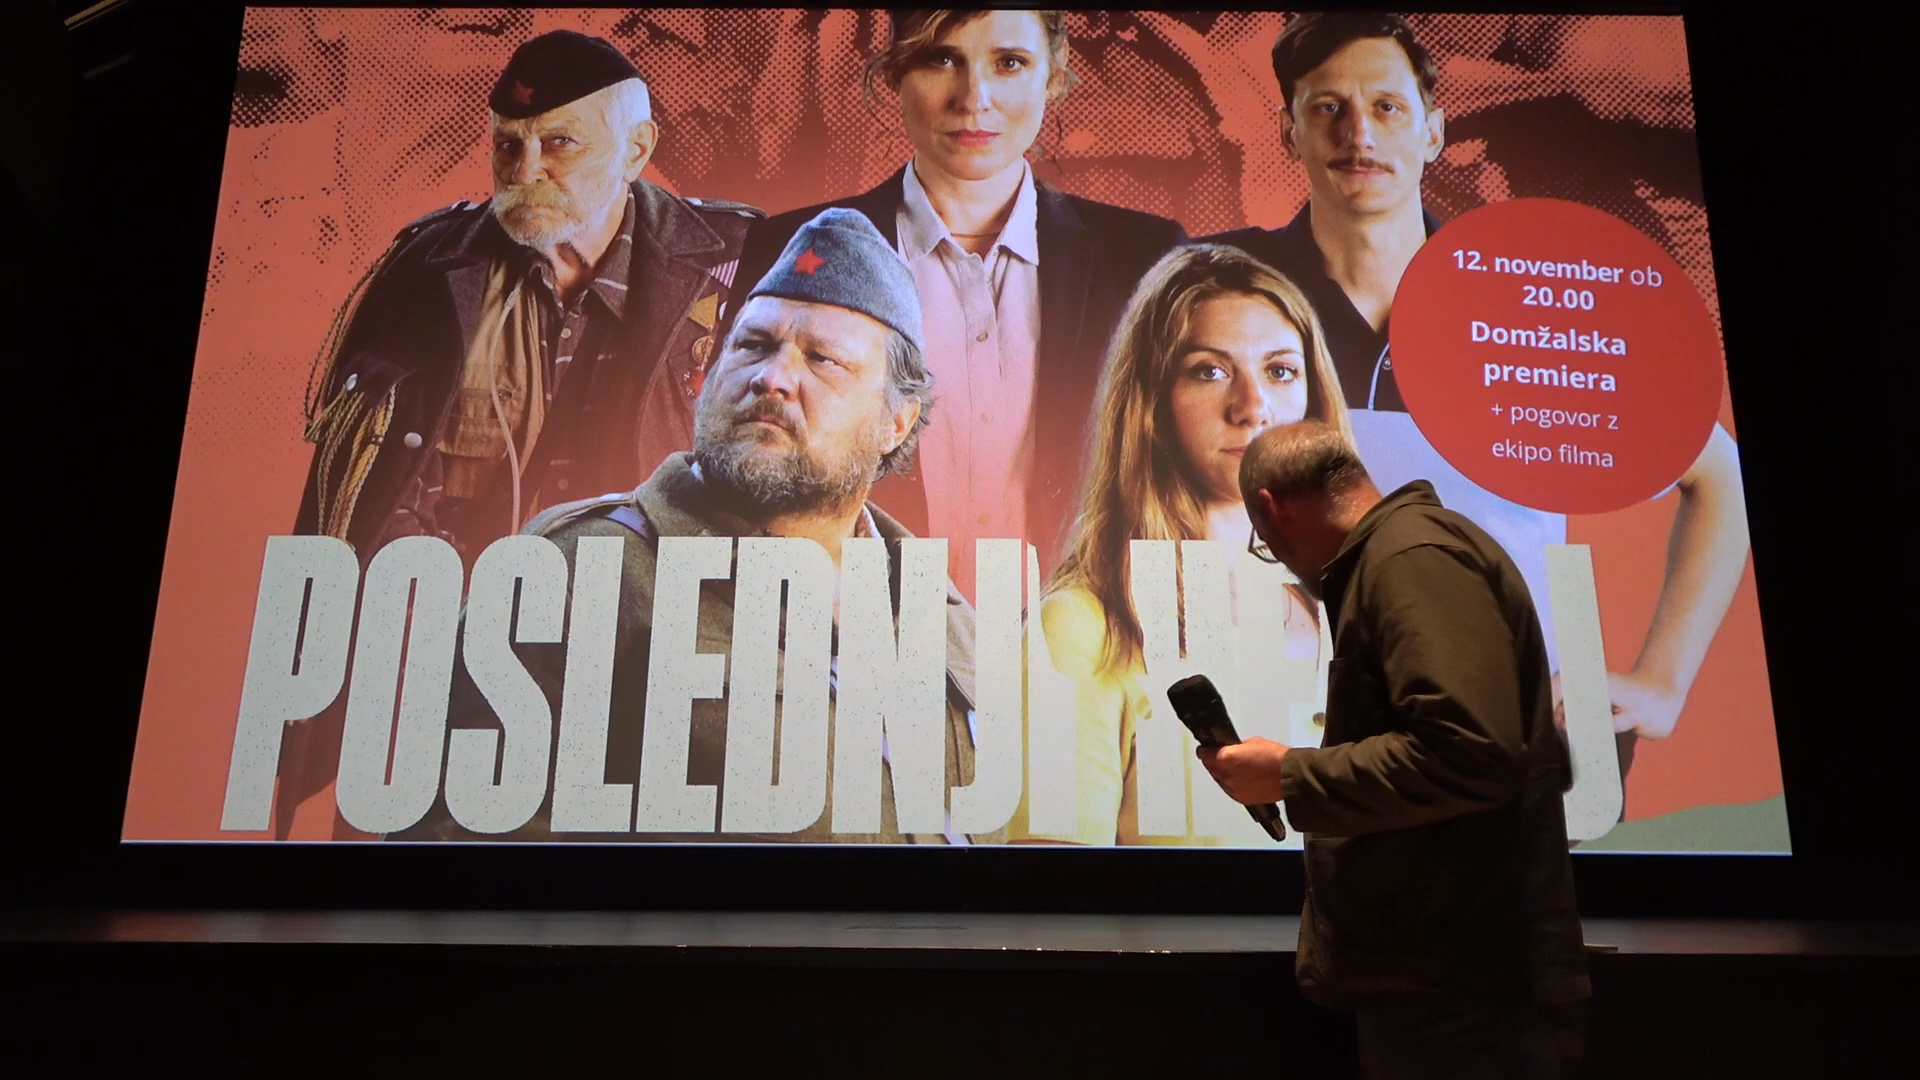 12. november ob
20.00
Domžalska
premiera
+ pogovor z
ekipo filma
POSLEDNJI